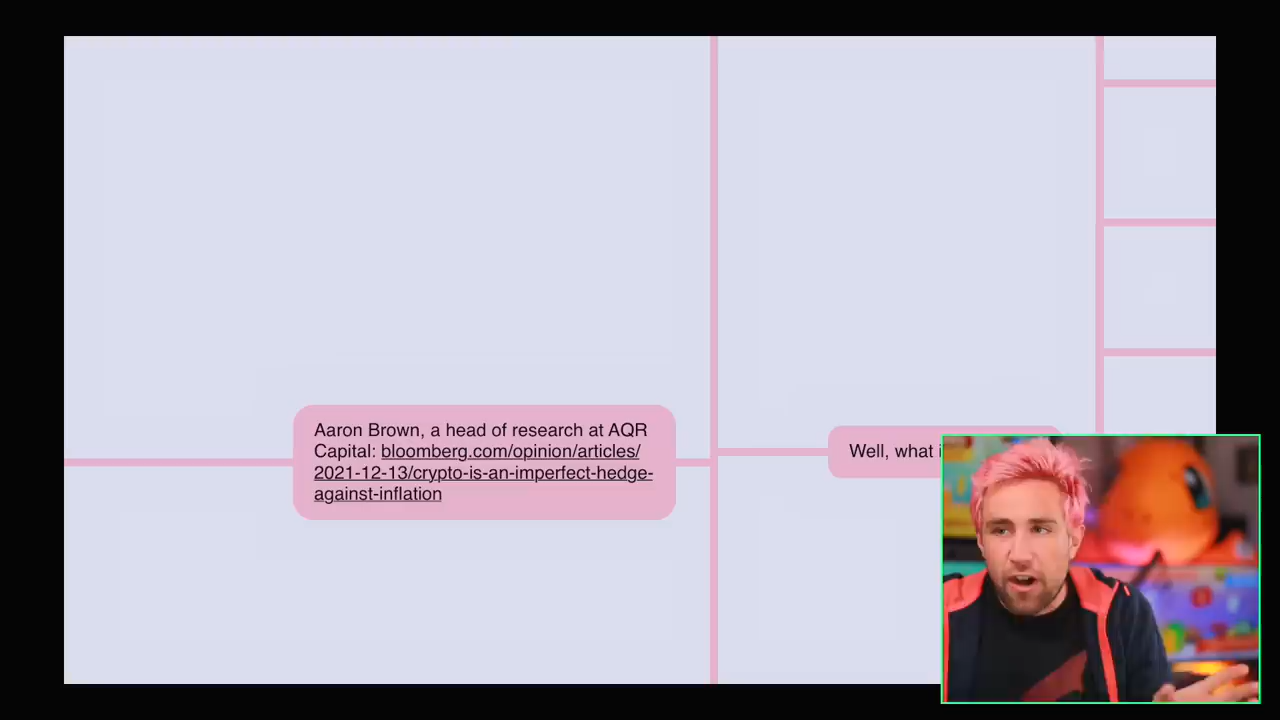 Aaron Brown, a head of research at AQR
Capital: bloomberg.com/opinion/articles/
2021-12-13/crypto-is-an-imperfect-hedge-
against-inflation
Well, what